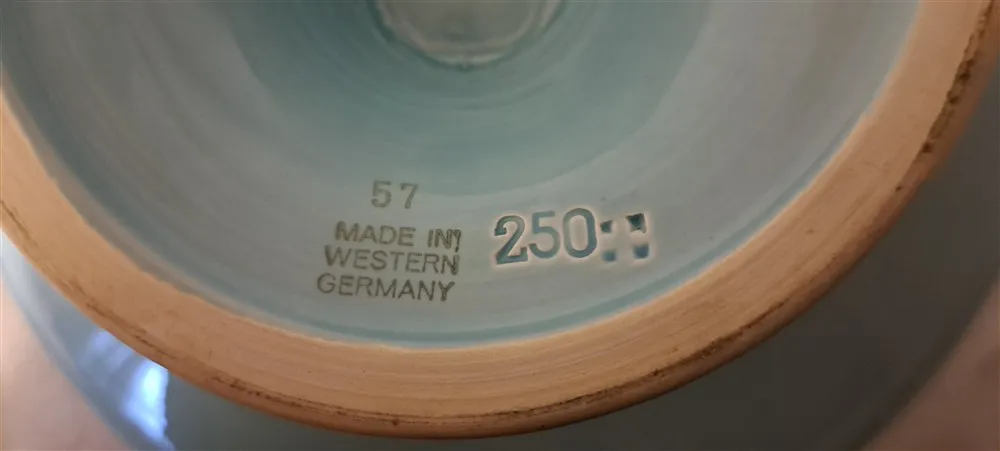 57
MADE IN
WESTERN
GERMANY
250